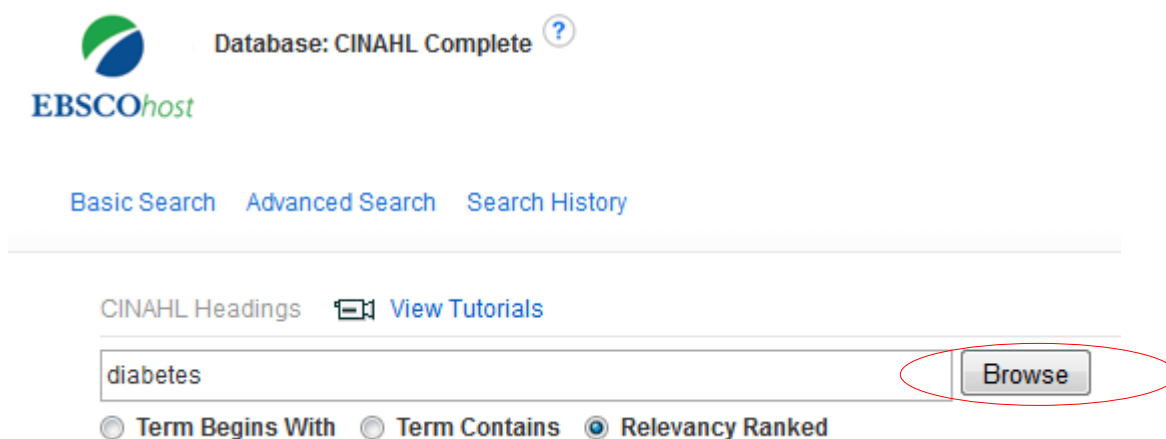 Database: CINAHL Complete ?
EBSCOhost
Basic Search Advanced Search Search History
CINAHL Headings View Tutorials
diabetes Browse
Term Begins With Term Contains Relevancy Ranked